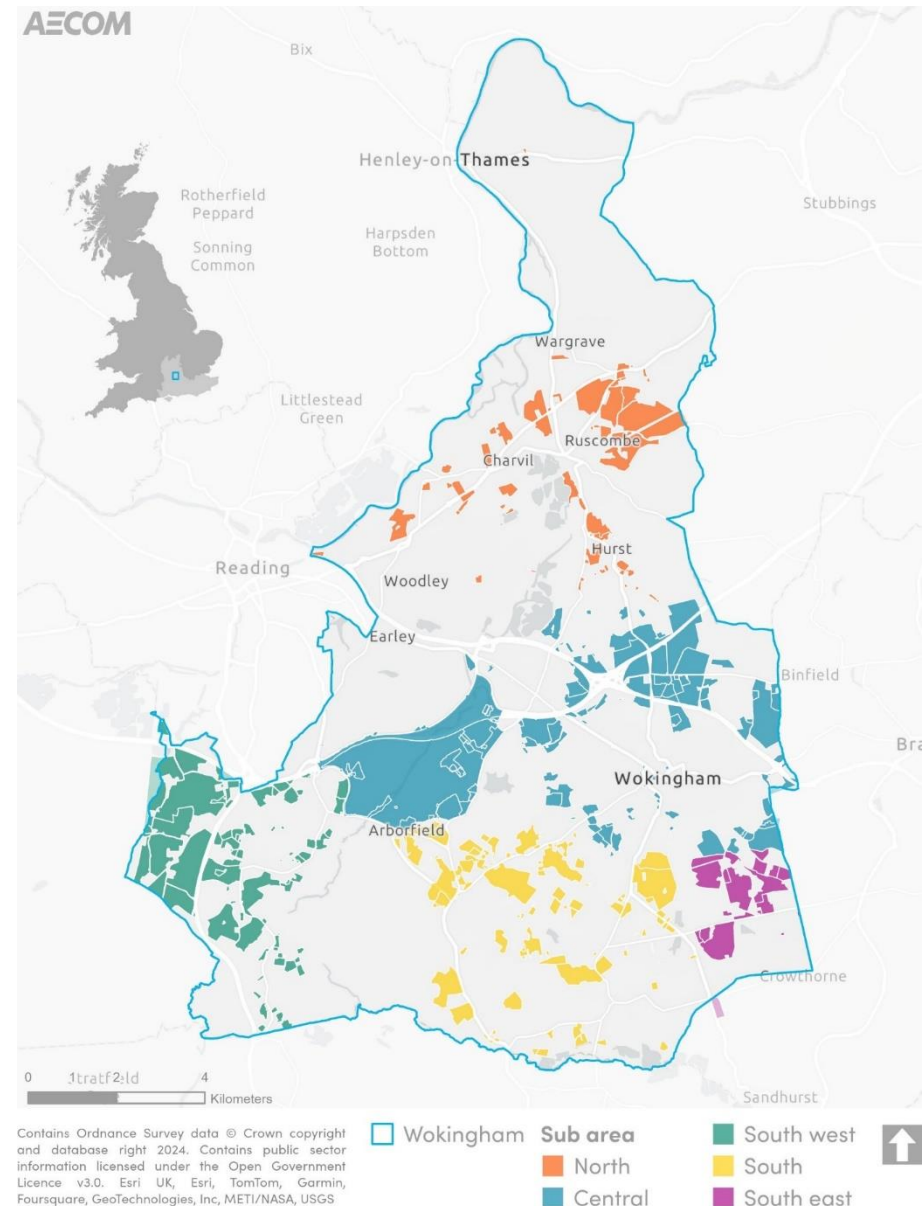 AECOM
Bix
Henley-on-Thames
Rotherfield
Peppard
Stubbings
Sonning
Common
Harpsden
Bottom
Wargrave
Littlestead
Green
Ruscombe
Charvil
Reading
Hurst
Woodley
Earley
Binfield
Bra
Wokingham
Arborfield
Crowthorne
0 1 2 4
Kilometers
Stratfield
Sandhurst
Contains Ordnance Survey data © Crown copyright
and database right 2024. Contains public sector
information licensed under the Open Government
Licence v3.0. Esri UK, Esri, TomTom, Garmin,
Foursquare, GeoTechnologies, Inc, METI/NASA, USGS
Wokingham
Sub area
North
Central
South west
South
South east